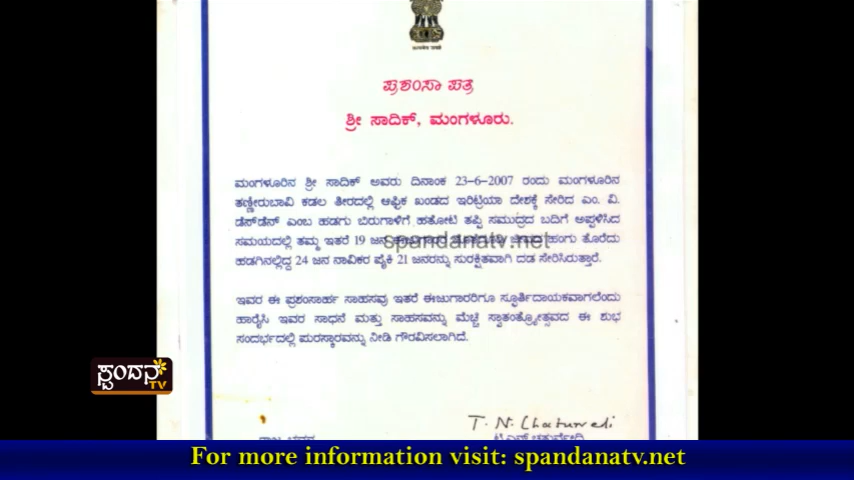 ಪ್ರಶಂಸಾ ಪತ್ರ
ಶ್ರೀ ಸಾದಿಕ್, ಮಂಗಳೂರು.
ಮಂಗಳೂರಿನ ಶ್ರೀ ಸಾದಿಕ್ ಅವರು ದಿನಾಂಕ 23-6-2007 ರಂದು ಮಂಗಳೂರಿನ
ತಣ್ಣೀರುಬಾವಿ ಕಡಲ ತೀರದಲ್ಲಿ ಆಫ್ರಿಕ ಖಂಡದ ಇರಿಟ್ರಿಯಾ ದೇಶಕ್ಕೆ ಸೇರಿದ ಎಂ. ವಿ.
ಡೆನ್‌ಡೆನ್ ಎಂಬ ಹಡಗು ಬಿರುಗಾಳಿಗೆ ಹತೋಟಿ ತಪ್ಪಿ ಸಮುದ್ರದ ಬದಿಗೆ ಅಪ್ಪಳಿಸಿದ
ಸಮಯದಲ್ಲಿ ತಮ್ಮ ಇತರೆ 19 ಜನ ಹಂಗು ತೊರೆದು
ಹಡಗಿನಲ್ಲಿದ್ದ 24 ಜನ ನಾವಿಕರ ಪೈಕಿ 21 ಜನರನ್ನು ಸುರಕ್ಷಿತವಾಗಿ ದಡ ಸೇರಿಸಿರುತ್ತಾರೆ.
ಇವರ ಈ ಪ್ರಶಂಸಾರ್ಹ ಸಾಹಸವು ಇತರೆ ಈಜುಗಾರರಿಗೂ ಸ್ಫೂರ್ತಿದಾಯಕವಾಗಲೆಂದು
ಹಾರೈಸಿ ಇವರ ಸಾಧನೆ ಮತ್ತು ಸಾಹಸವನ್ನು ಮೆಚ್ಚಿ ಸ್ವಾತಂತ್ರ್ಯೋತ್ಸವದ ಈ ಶುಭ
ಸಂದರ್ಭದಲ್ಲಿ ಪುರಸ್ಕಾರವನ್ನು ನೀಡಿ ಗೌರವಿಸಲಾಗಿದೆ.
spandanatv.net
spandanatv.net
T. N. Chaturvedi
ಸ್ಪಂದನ
TV
For more information visit: spandanatv.net